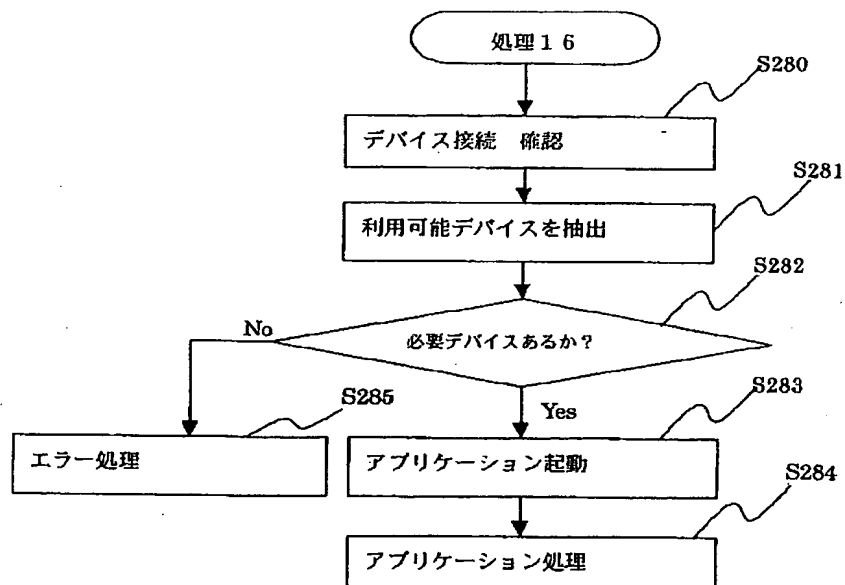 処理１６
S280
デバイス接続　確認
S281
利用可能デバイスを抽出
S282
No
必要デバイスあるか？
S285
Yes
S283
エラー処理
アプリケーション起動
S284
アプリケーション処理